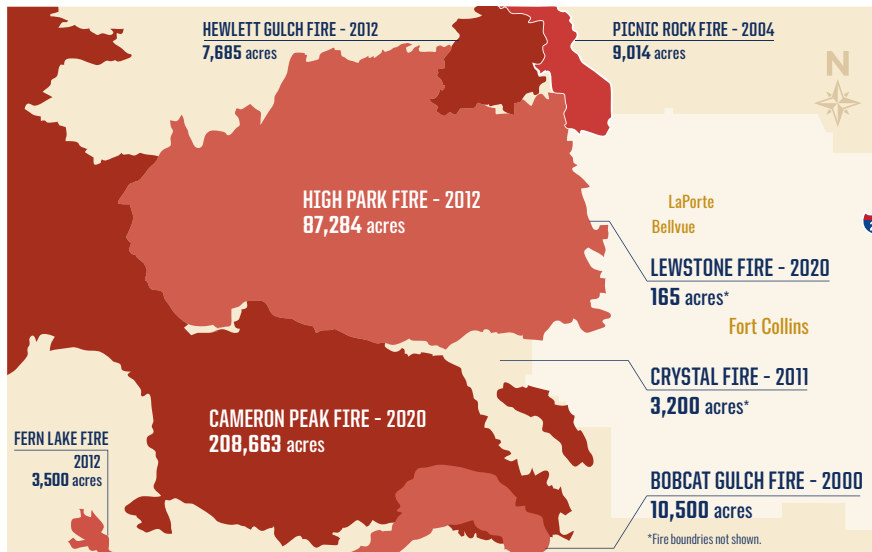 HEWLETT GULCH FIRE - 2012
7,685 acres
PICNIC ROCK FIRE - 2004
9,014 acres
N
HIGH PARK FIRE - 2012
87,284 acres
LaPorte
Bellvue
LEWSTONE FIRE - 2020
165 acres*
Fort Collins
CRYSTAL FIRE - 2011
3,200 acres*
CAMERON PEAK FIRE - 2020
208,663 acres
FERN LAKE FIRE
2012
3,500 acres
BOBCAT GULCH FIRE - 2000
10,500 acres
*Fire boundries not shown.